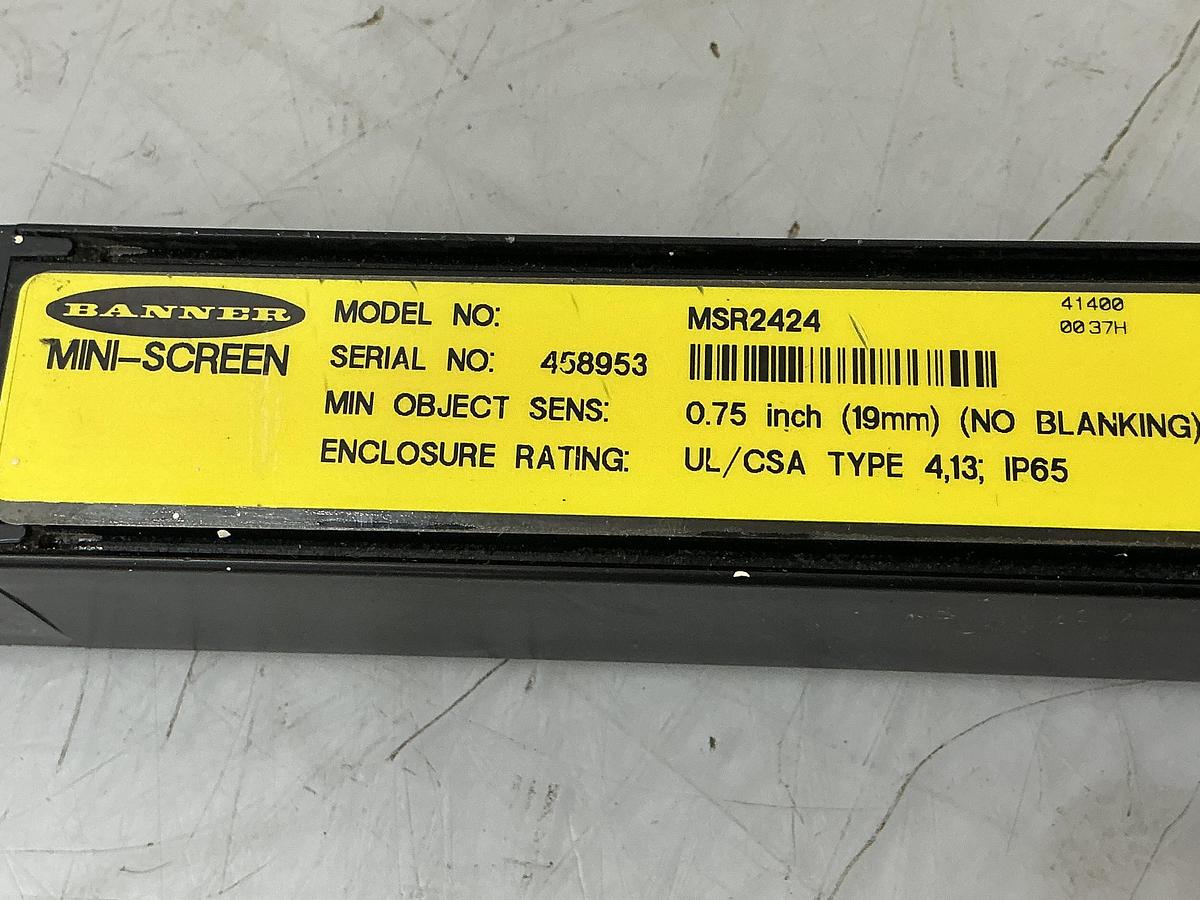 BANNER
MINI-SCREEN
MODEL NO: MSR2424
41400
0037H
SERIAL NO: 458953
MIN OBJECT SENS: 0.75 inch (19mm) (NO BLANKING)
ENCLOSURE RATING: UL/CSA TYPE 4,13; IP65